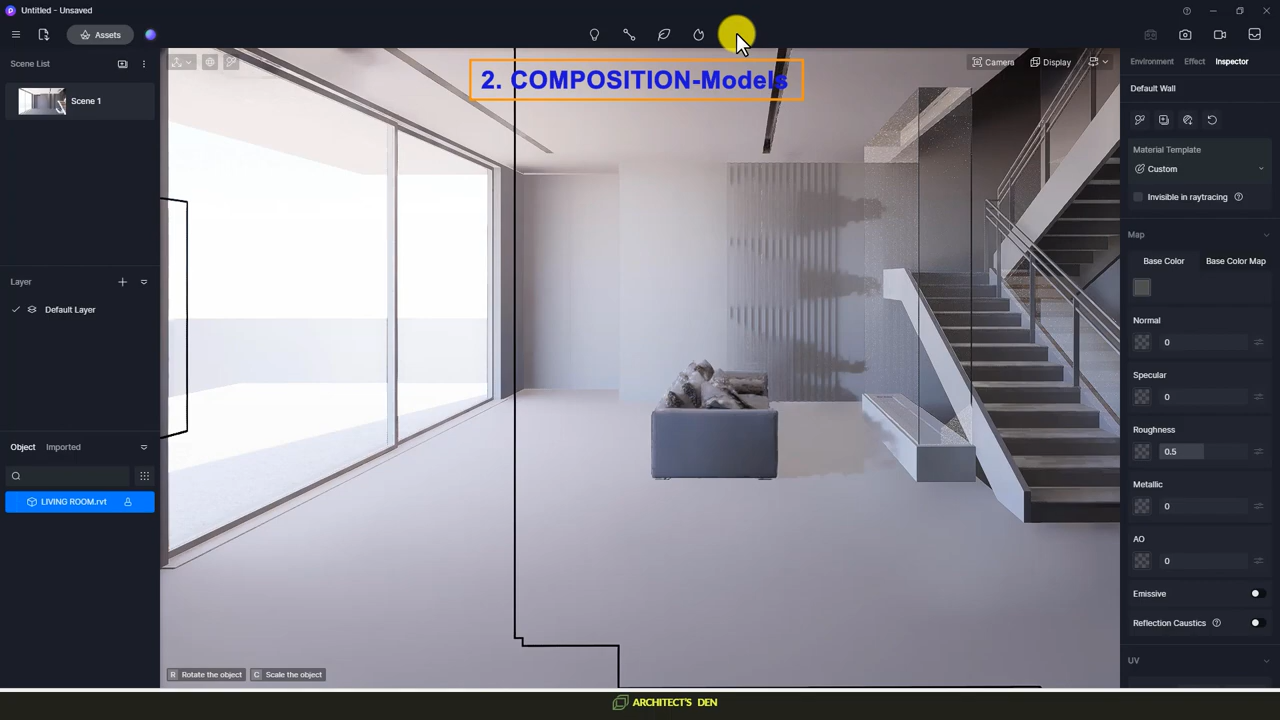 Untitled - Unsaved
Assets
Scene List
Scene 1
Layer
Default Layer
Object
Imported
LIVING ROOM.rvt
2. COMPOSITION-Models
Camera
Display
R Rotate the object
C Scale the object
Environment
Effect
Inspector
Default Wall
Material Template
Custom
Invisible in raytracing
Map
Base Color
Base Color Map
Normal
0
Specular
0
Roughness
0.5
Metallic
0
AO
0
Emissive
Reflection Caustics
UV
ARCHITECT'S DEN